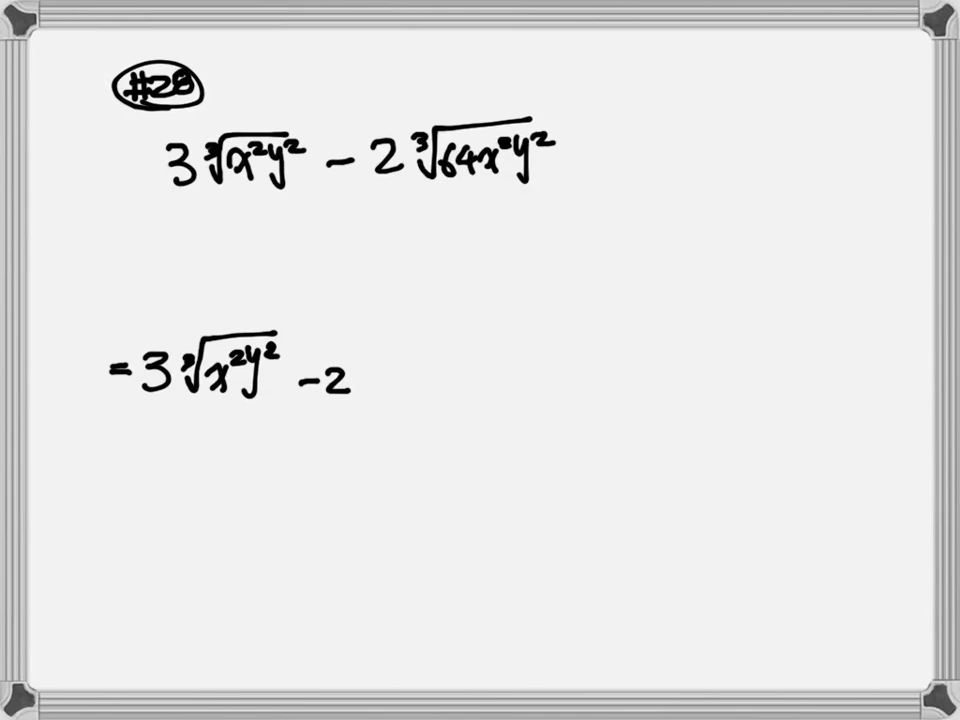 #28
3∛x²y² − 2∛64x²y²
= 3∛x²y² − 2